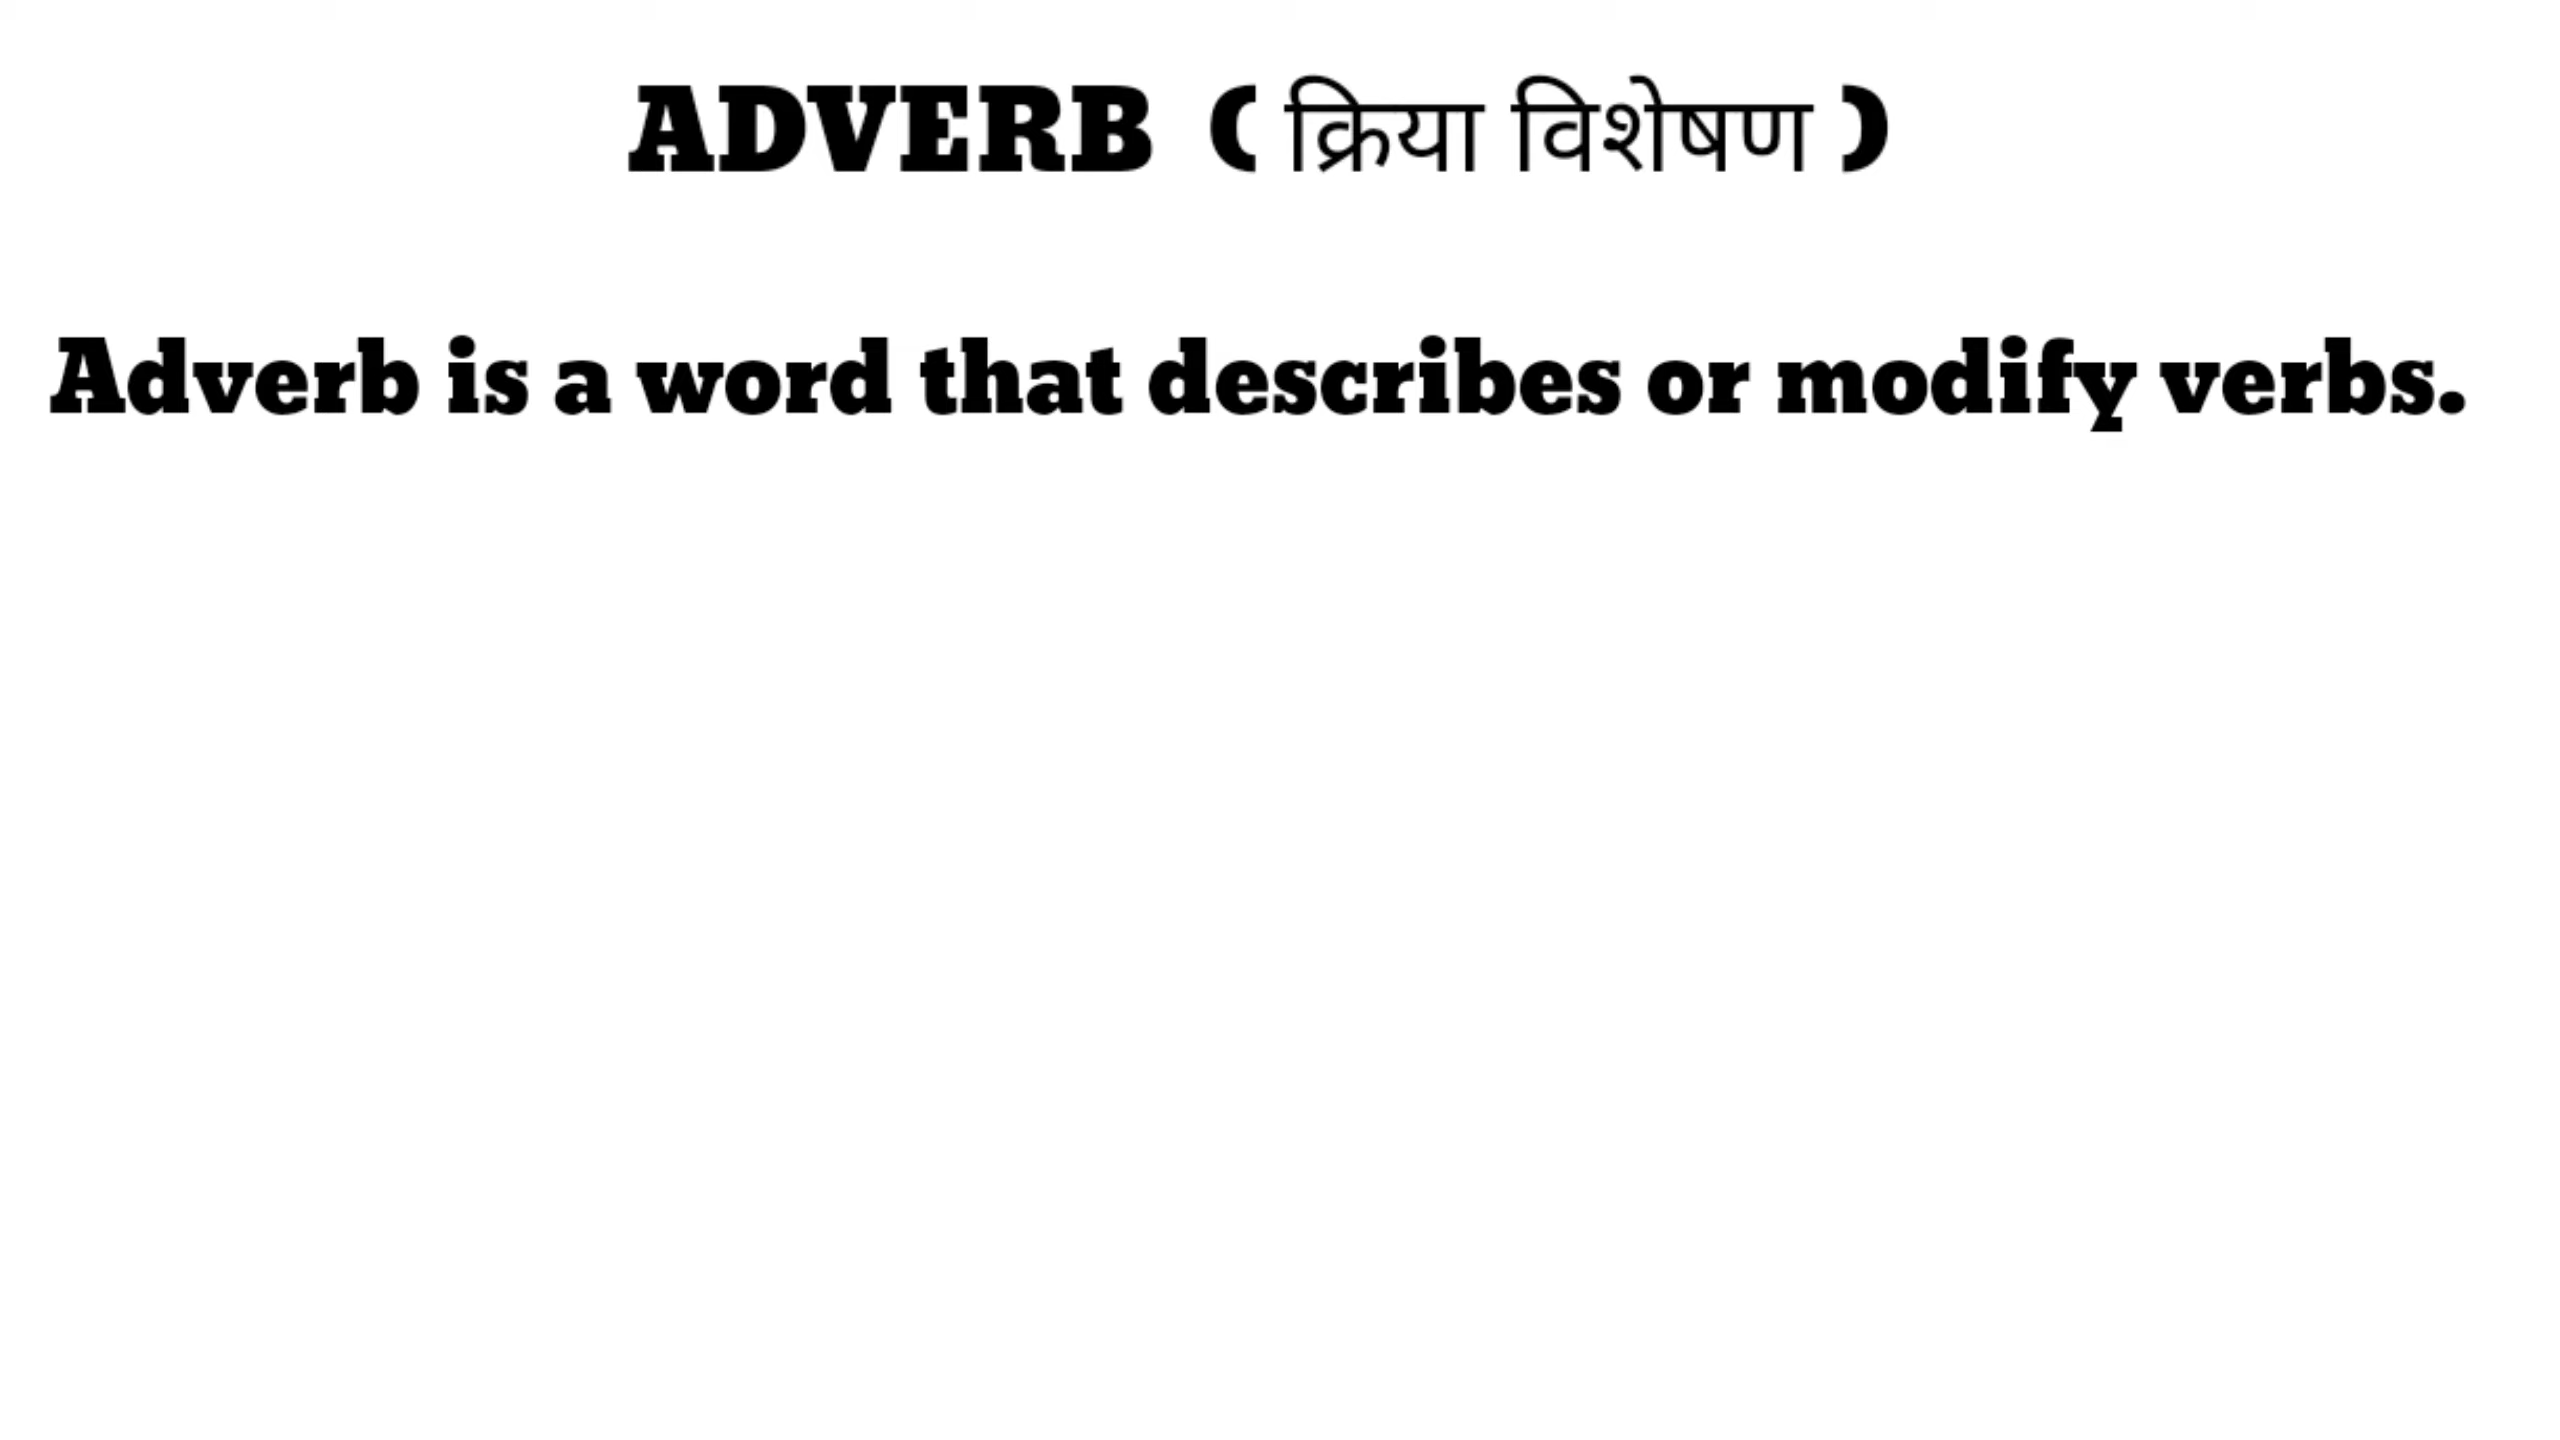 ADVERB ( क्रिया विशेषण )
Adverb is a word that describes or modify verbs.